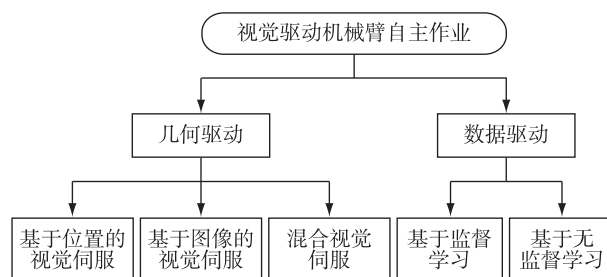 视觉驱动机械臂自主作业
几何驱动
数据驱动
基于位置的
视觉伺服
基于图像的
视觉伺服
混合视觉
伺服
基于监督
学习
基于无
监督学习